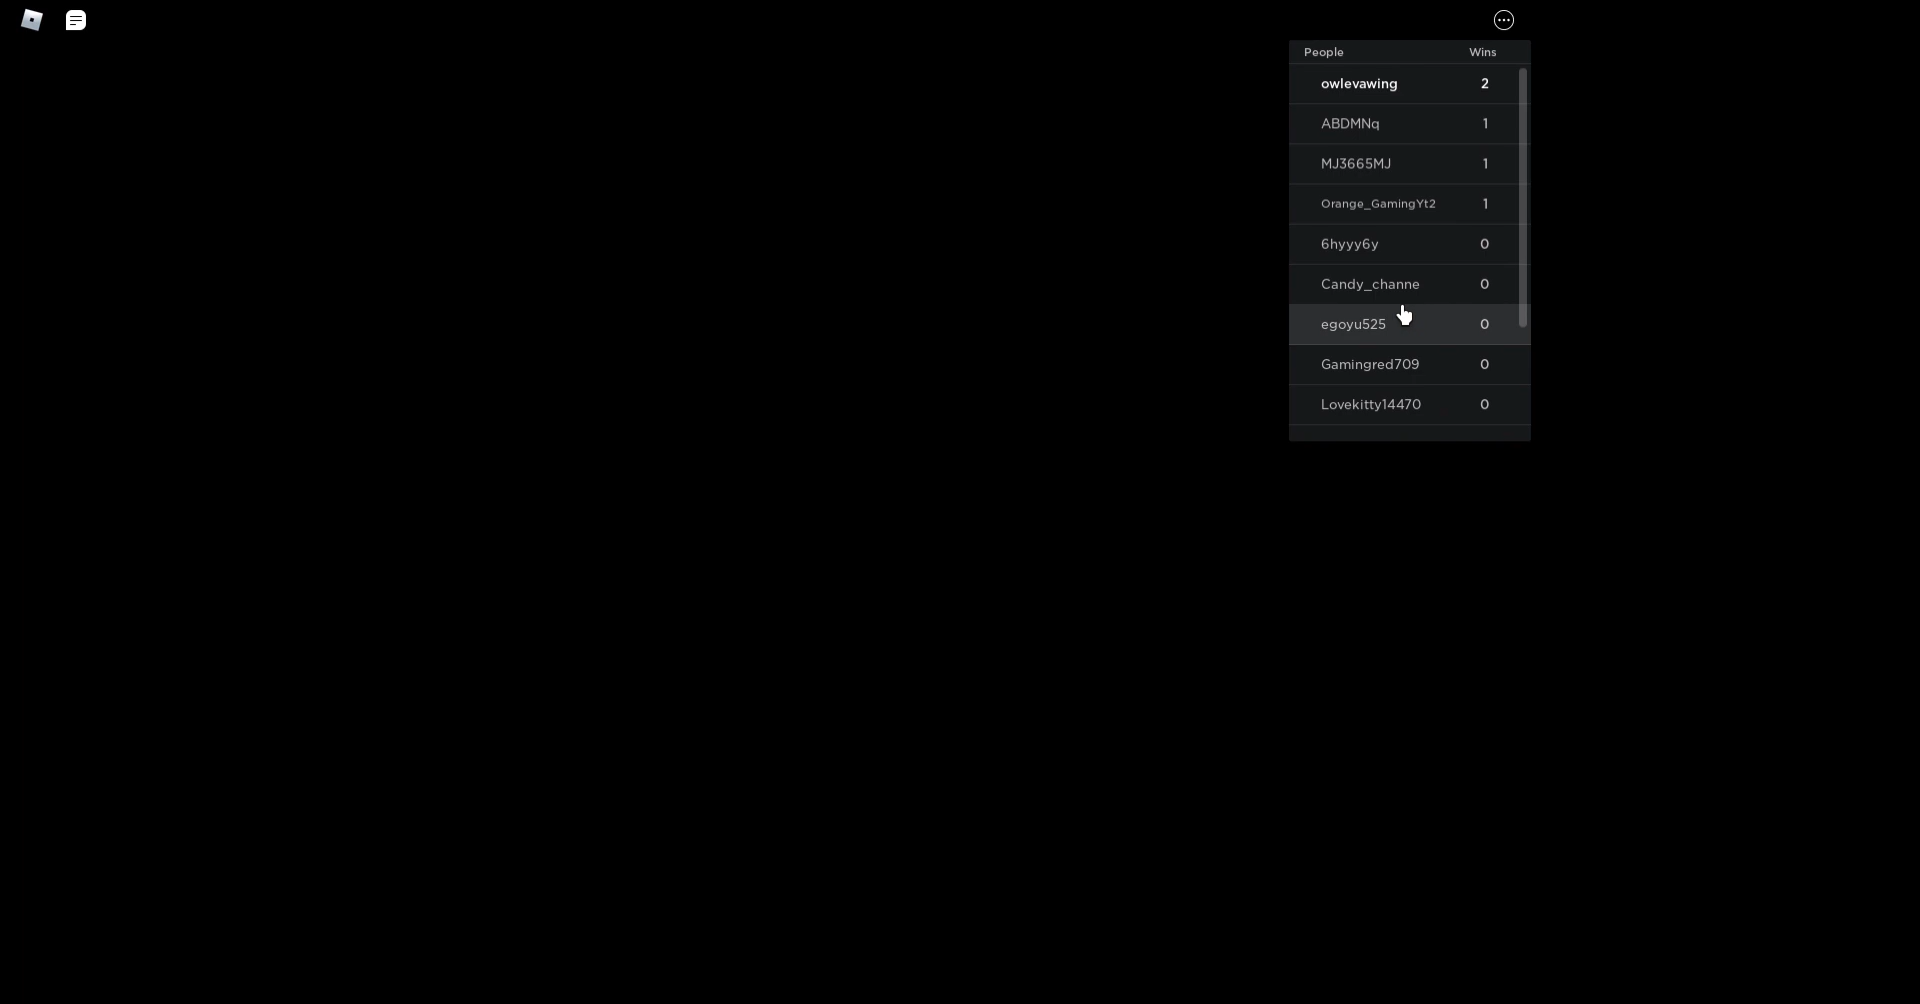 People Wins
owlevawing 2
ABDMNq 1
MJ3665MJ 1
Orange_GamingYt2 1
6hyyy6y 0
Candy_channe 0
egoyu525 0
Gamingred709 0
Lovekitty14470 0